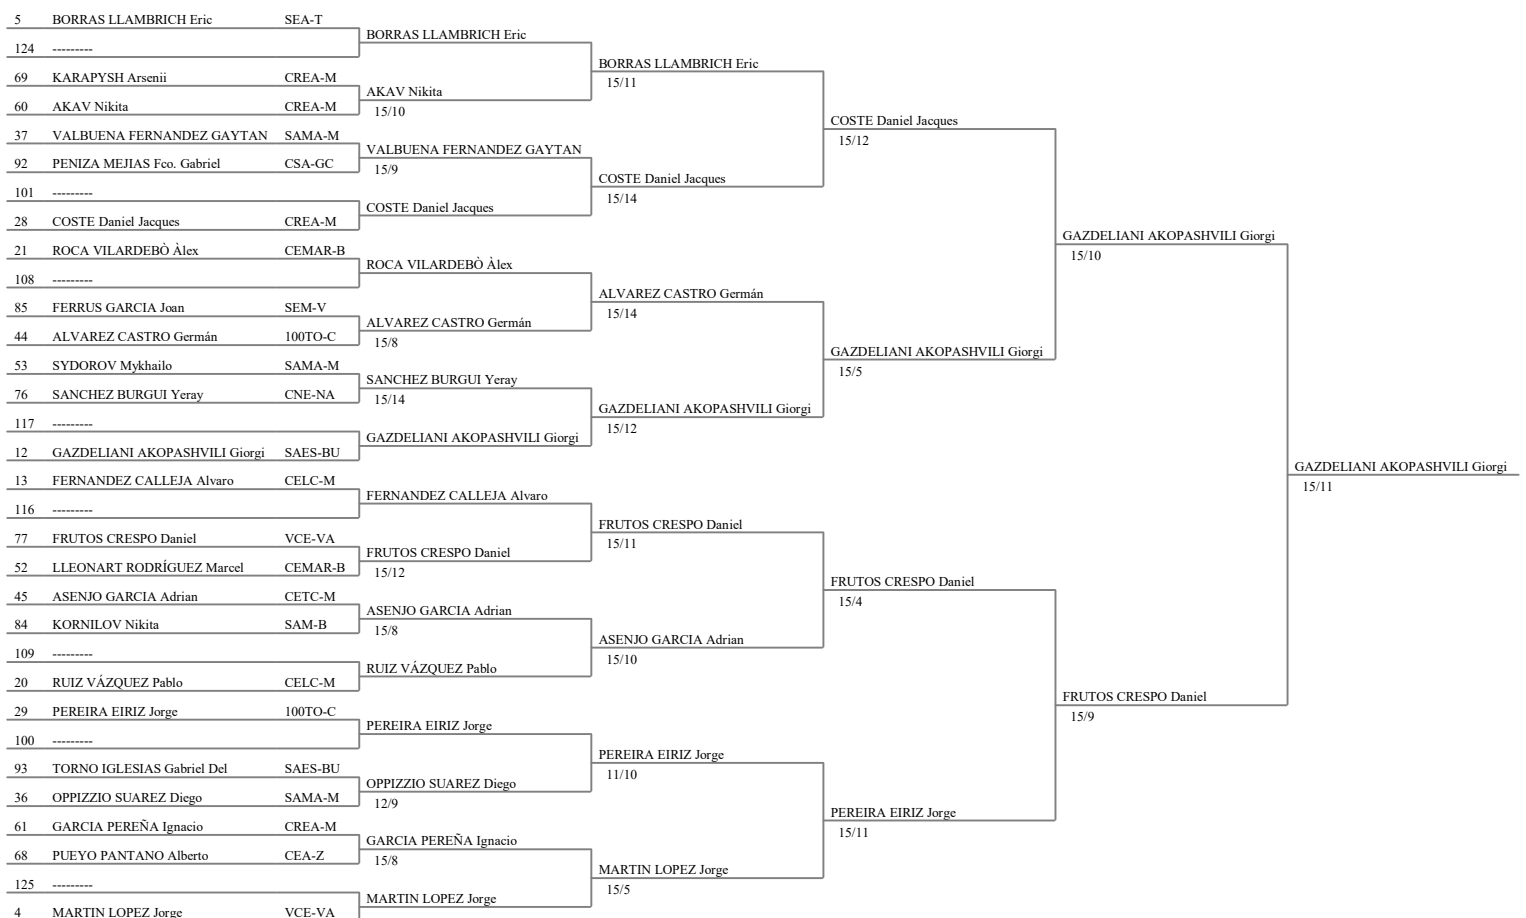 5 BORRAS LLAMBRICH Eric SEA-T
BORRAS LLAMBRICH Eric
124 ---------
BORRAS LLAMBRICH Eric
15/11
69 KARAPYSH Arsenii CREA-M
AKAV Nikita
15/10
60 AKAV Nikita CREA-M
COSTE Daniel Jacques
15/12
37 VALBUENA FERNANDEZ GAYTAN SAMA-M
VALBUENA FERNANDEZ GAYTAN
15/9
92 PENIZA MEJIAS Fco. Gabriel CSA-GC
COSTE Daniel Jacques
15/14
101 ---------
COSTE Daniel Jacques
28 COSTE Daniel Jacques CREA-M
GAZDELIANI AKOPASHVILI Giorgi
15/10
21 ROCA VILARDEBÒ Àlex CEMAR-B
ROCA VILARDEBÒ Àlex
108 ---------
ALVAREZ CASTRO Germán
15/14
85 FERRUS GARCIA Joan SEM-V
ALVAREZ CASTRO Germán
15/8
44 ALVAREZ CASTRO Germán 100TO-C
GAZDELIANI AKOPASHVILI Giorgi
15/5
53 SYDOROV Mykhailo SAMA-M
SANCHEZ BURGUI Yeray
15/14
76 SANCHEZ BURGUI Yeray CNE-NA
GAZDELIANI AKOPASHVILI Giorgi
15/12
117 ---------
GAZDELIANI AKOPASHVILI Giorgi
12 GAZDELIANI AKOPASHVILI Giorgi SAES-BU
GAZDELIANI AKOPASHVILI Giorgi
15/11
13 FERNANDEZ CALLEJA Alvaro CELC-M
FERNANDEZ CALLEJA Alvaro
116 ---------
FRUTOS CRESPO Daniel
15/11
77 FRUTOS CRESPO Daniel VCE-VA
FRUTOS CRESPO Daniel
15/12
52 LLEONART RODRÍGUEZ Marcel CEMAR-B
FRUTOS CRESPO Daniel
15/4
45 ASENJO GARCIA Adrian CETC-M
ASENJO GARCIA Adrian
15/8
84 KORNILOV Nikita SAM-B
ASENJO GARCIA Adrian
15/10
109 ---------
RUIZ VÁZQUEZ Pablo
20 RUIZ VÁZQUEZ Pablo CELC-M
FRUTOS CRESPO Daniel
15/9
29 PEREIRA EIRIZ Jorge 100TO-C
PEREIRA EIRIZ Jorge
100 ---------
PEREIRA EIRIZ Jorge
11/10
93 TORNO IGLESIAS Gabriel Del SAES-BU
OPPIZZIO SUAREZ Diego
12/9
36 OPPIZZIO SUAREZ Diego SAMA-M
PEREIRA EIRIZ Jorge
15/11
61 GARCIA PEREÑA Ignacio CREA-M
GARCIA PEREÑA Ignacio
15/8
68 PUEYO PANTANO Alberto CEA-Z
MARTIN LOPEZ Jorge
15/5
125 ---------
MARTIN LOPEZ Jorge
4 MARTIN LOPEZ Jorge VCE-VA